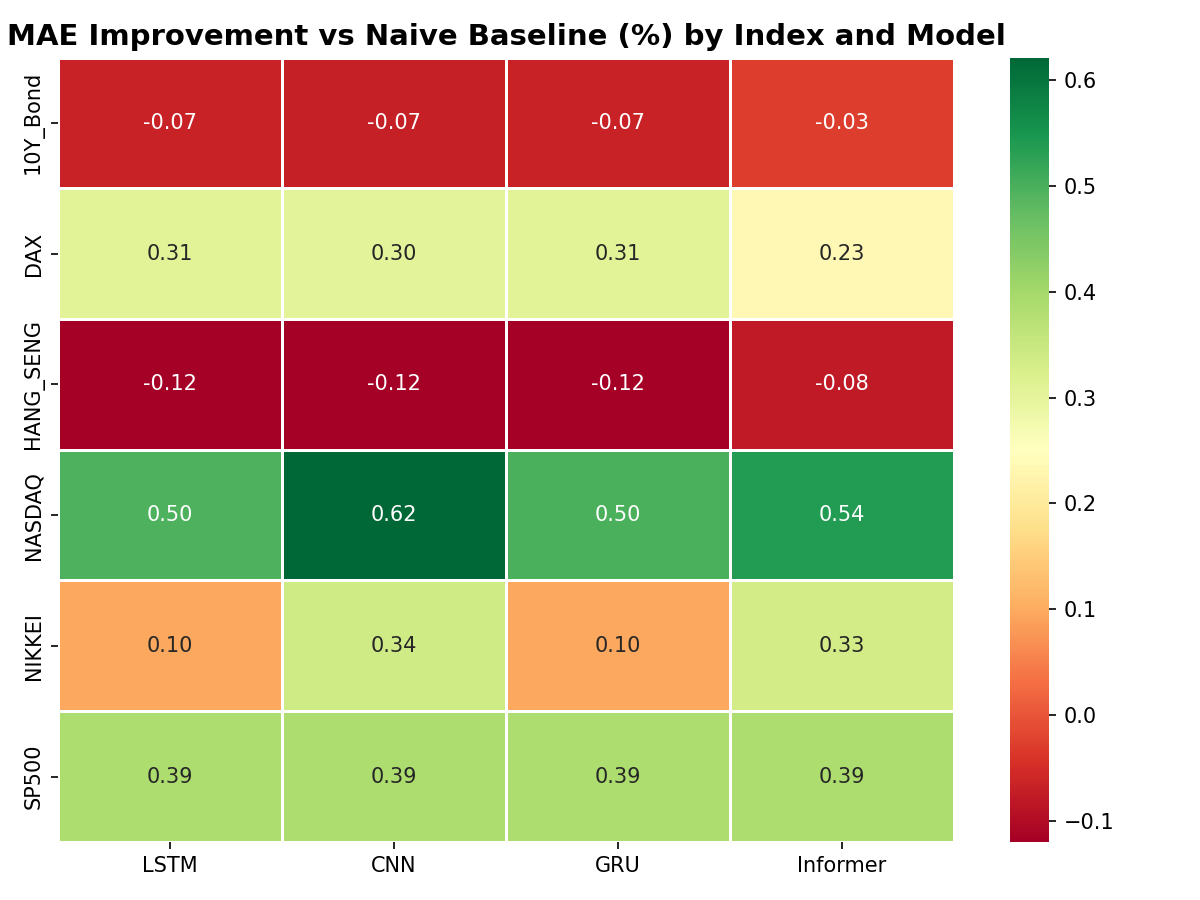 MAE Improvement vs Naive Baseline (%) by Index and Model
10Y_Bond
-0.07 -0.07 -0.07 -0.03
DAX
0.31 0.30 0.31 0.23
HANG_SENG
-0.12 -0.12 -0.12 -0.08
NASDAQ
0.50 0.62 0.50 0.54
NIKKEI
0.10 0.34 0.10 0.33
SP500
0.39 0.39 0.39 0.39
LSTM CNN GRU Informer
0.6
0.5
0.4
0.3
0.2
0.1
0.0
−0.1